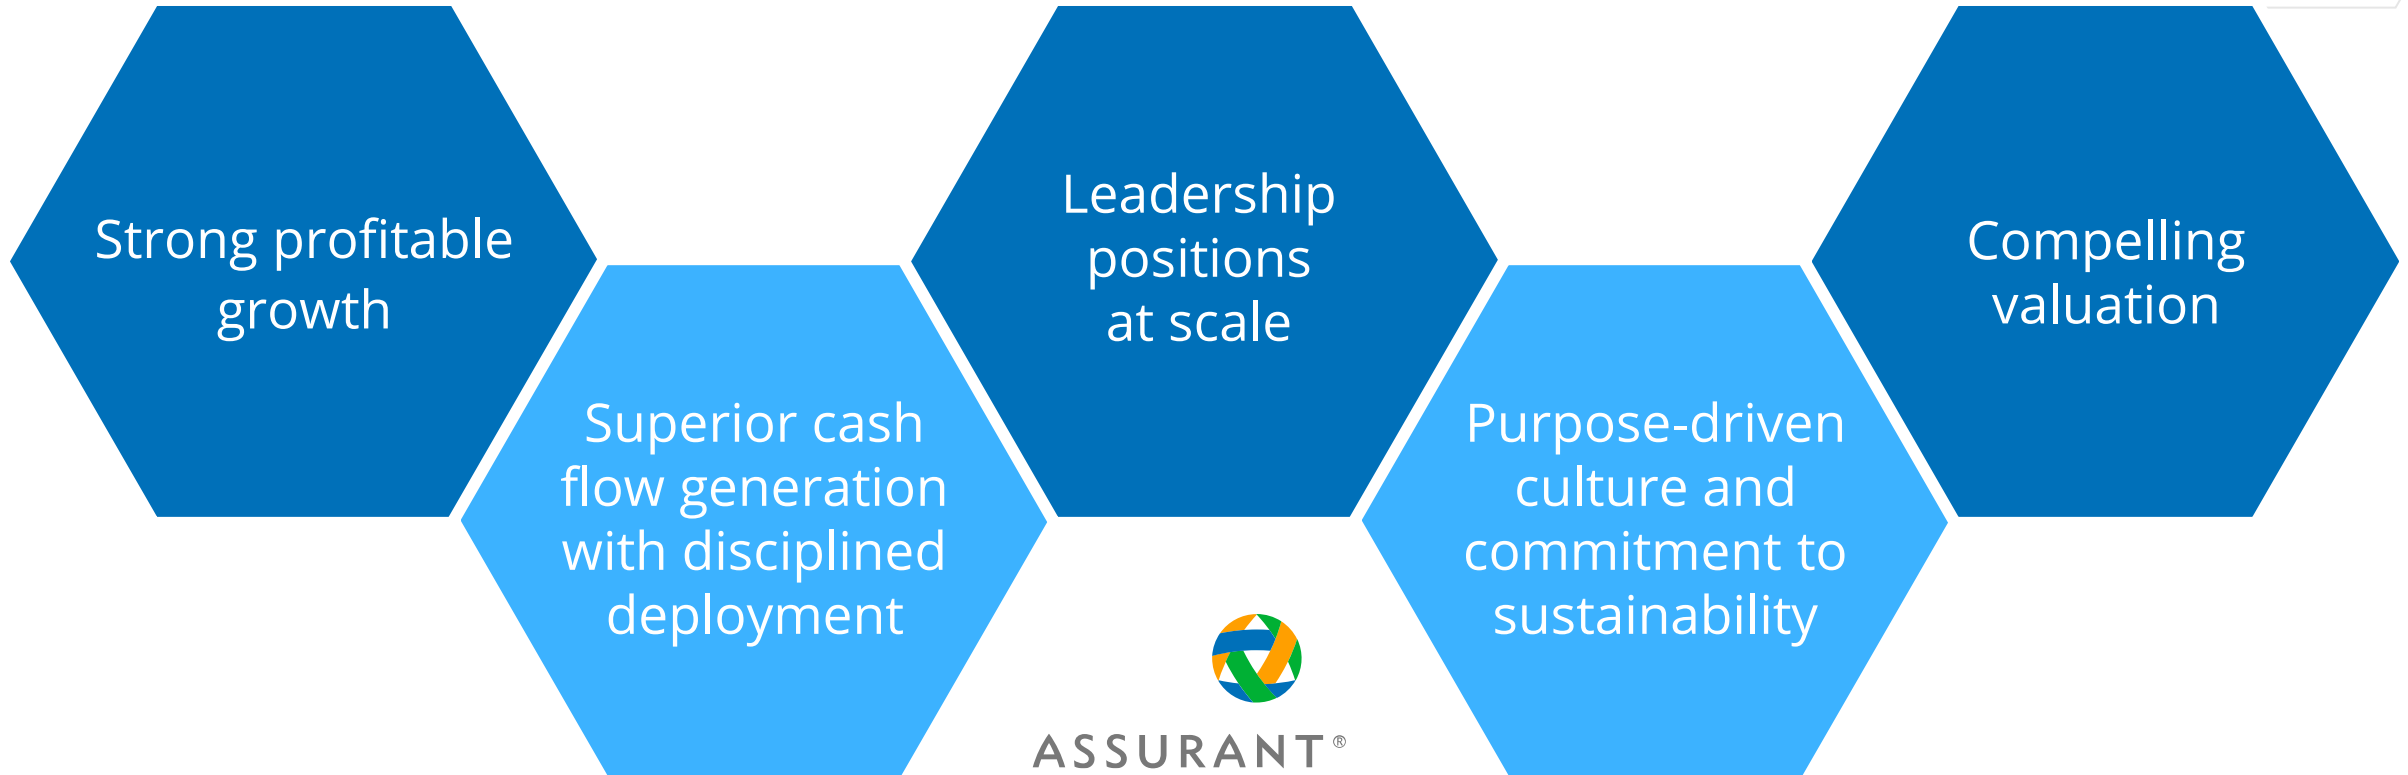 Strong profitable
growth
Superior cash
flow generation
with disciplined
deployment
Leadership
positions
at scale
Purpose-driven
culture and
commitment to
sustainability
Compelling
valuation
ASSURANT®